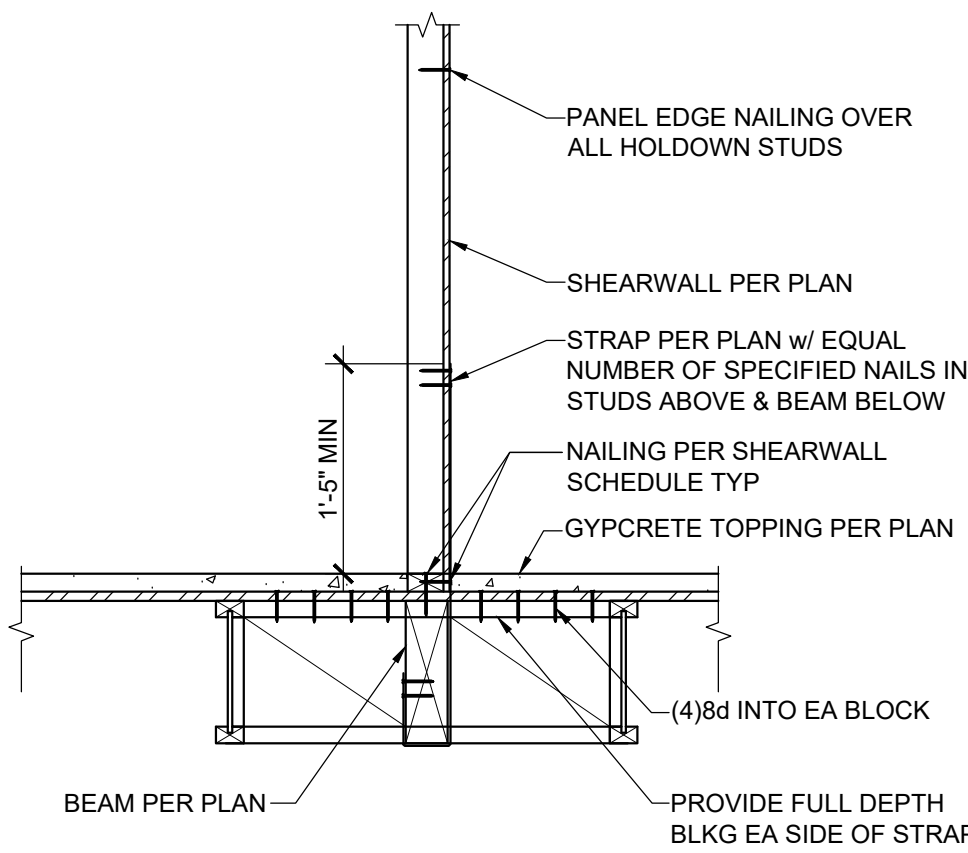 PANEL EDGE NAILING OVER
ALL HOLDOWN STUDS
SHEARWALL PER PLAN
STRAP PER PLAN w/ EQUAL
NUMBER OF SPECIFIED NAILS IN
STUDS ABOVE & BEAM BELOW
1'-5" MIN
NAILING PER SHEARWALL
SCHEDULE TYP
GYPCRETE TOPPING PER PLAN
(4)8d INTO EA BLOCK
BEAM PER PLAN
PROVIDE FULL DEPTH
BLKG EA SIDE OF STRAP